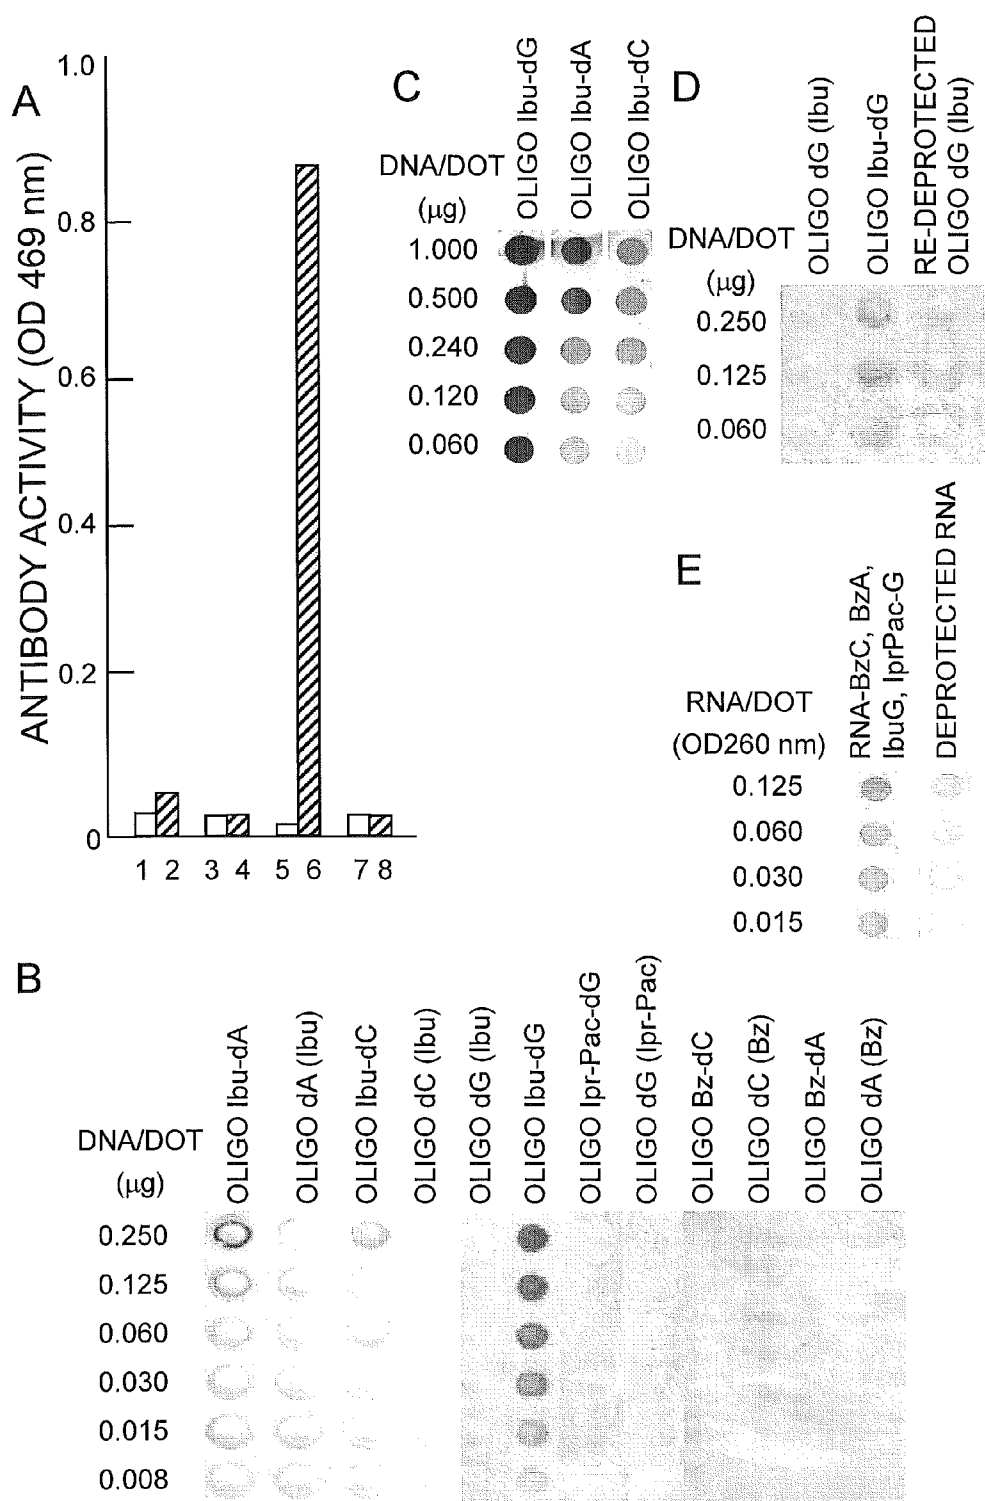 A
ANTIBODY ACTIVITY (OD 469 nm)
1.0
0.8
0.6
0.4
0.2
0
1 2 3 4 5 6 7 8
C
DNA/DOT
(µg)
OLIGO Ibu-dG
OLIGO Ibu-dA
OLIGO Ibu-dC
1.000
0.500
0.240
0.120
0.060
D
DNA/DOT
(µg)
OLIGO dG (Ibu)
OLIGO Ibu-dG
RE-DEPROTECTED
OLIGO dG (Ibu)
0.250
0.125
0.060
E
RNA/DOT
(OD260 nm)
RNA-BzC, BzA,
IbuG, IprPac-G
DEPROTECTED RNA
0.125
0.060
0.030
0.015
B
DNA/DOT
(µg)
OLIGO Ibu-dA
OLIGO dA (Ibu)
OLIGO Ibu-dC
OLIGO dC (Ibu)
OLIGO dG (Ibu)
OLIGO Ibu-dG
OLIGO Ipr-Pac-dG
OLIGO dG (Ipr-Pac)
OLIGO Bz-dC
OLIGO dC (Bz)
OLIGO Bz-dA
OLIGO dA (Bz)
0.250
0.125
0.060
0.030
0.015
0.008